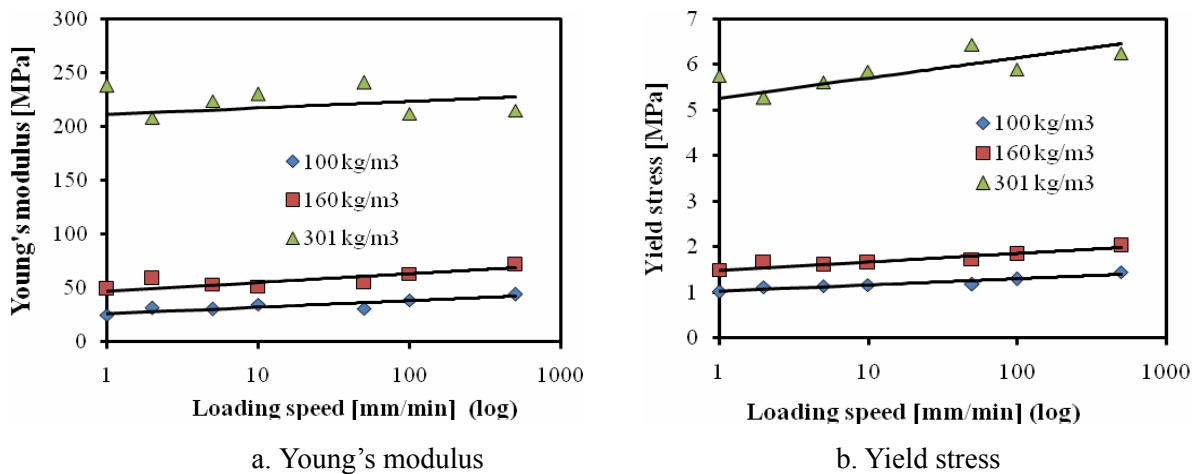 Young's modulus [MPa]
300
250
200
150
100
50
0
100 kg/m3
160 kg/m3
301 kg/m3
1
10
100
1000
Loading speed [mm/min] (log)
a. Young’s modulus
Yield stress [MPa]
7
6
5
4
3
2
1
0
100 kg/m3
160 kg/m3
301 kg/m3
1
10
100
1000
Loading speed [mm/min] (log)
b. Yield stress